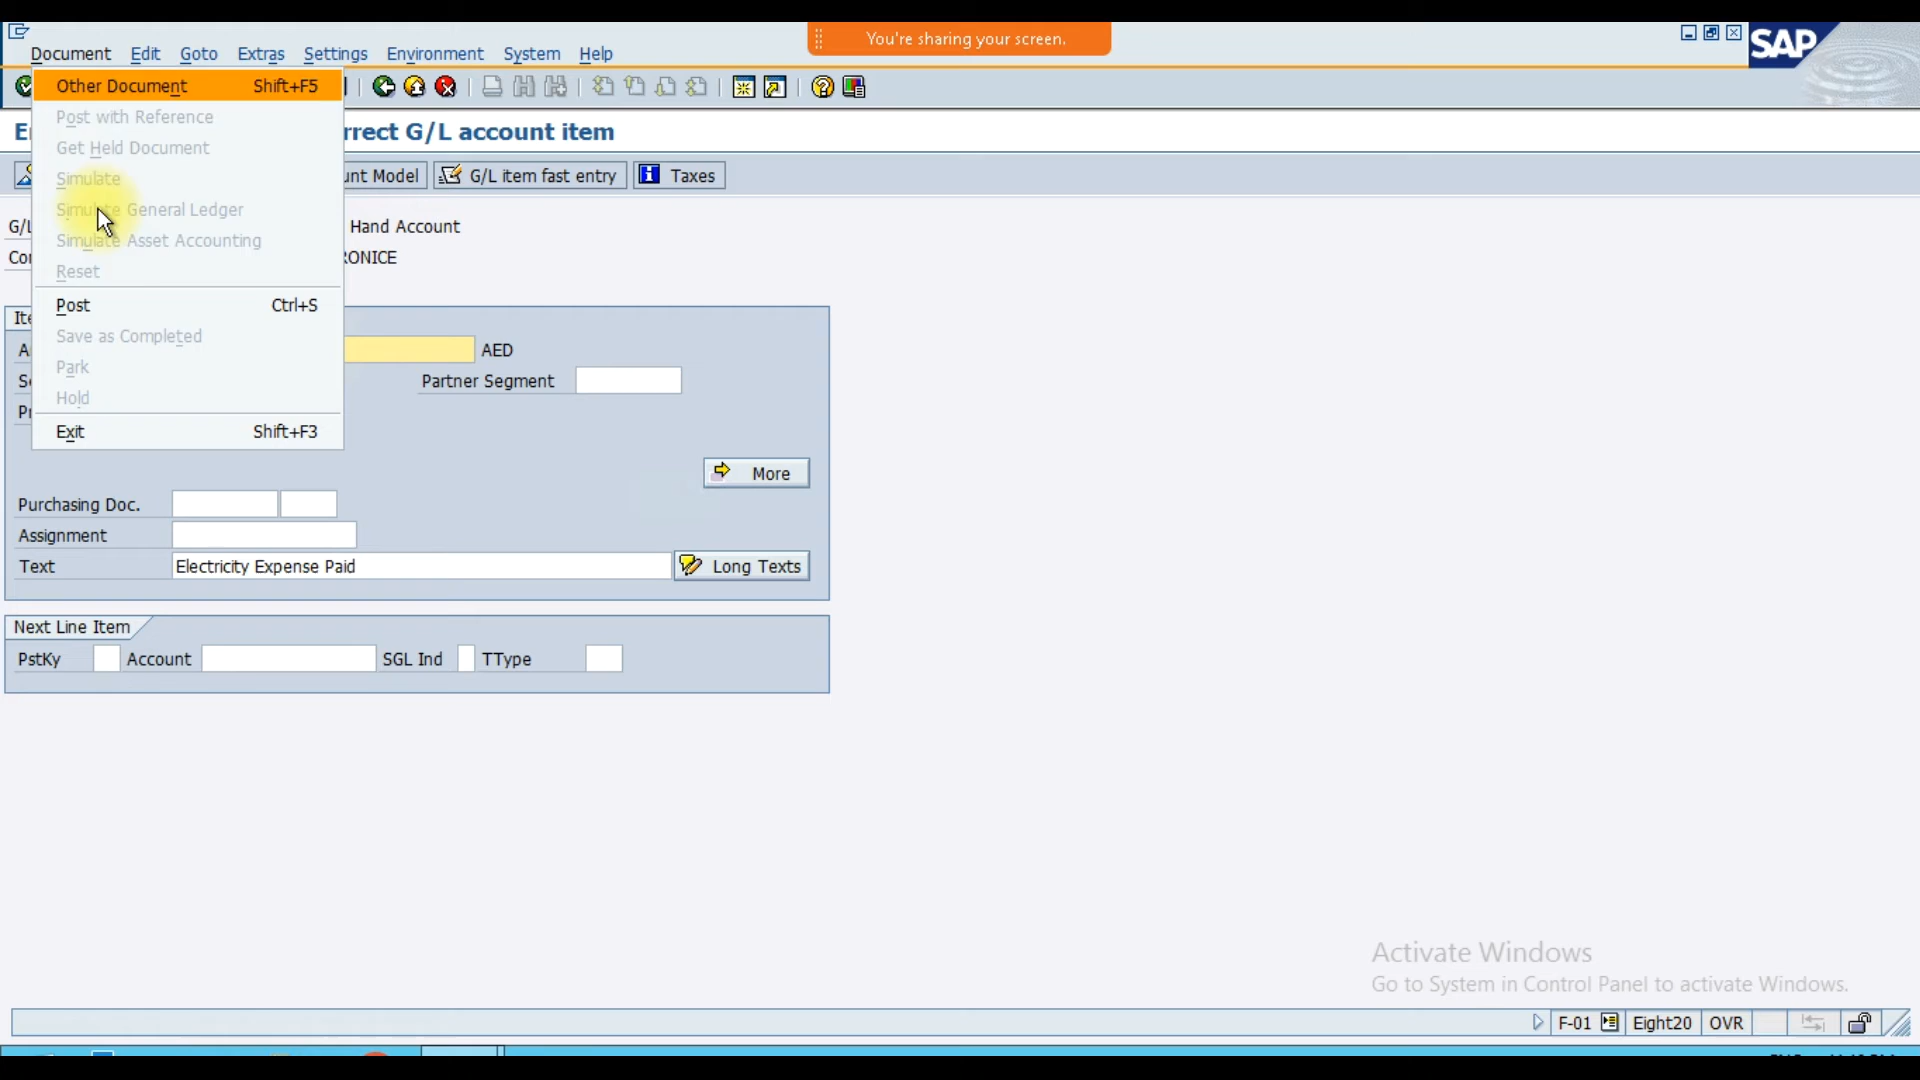 You're sharing your screen.
SAP
Document Edit Goto Extras Settings Environment System Help
Other Document Shift+F5
Post with Reference
Get Held Document
Simulate
Simulate General Ledger
Simulate Asset Accounting
Reset
Post Ctrl+S
Save as Completed
Park
Hold
Exit Shift+F3
rrect G/L account item
unt Model G/L item fast entry Taxes
G/L Hand Account
AED
Partner Segment
More
Purchasing Doc.
Assignment
Text Electricity Expense Paid Long Texts
Next Line Item
PstKy Account SGL Ind TType
Activate Windows
Go to System in Control Panel to activate Windows.
F-01 Eight20 OVR